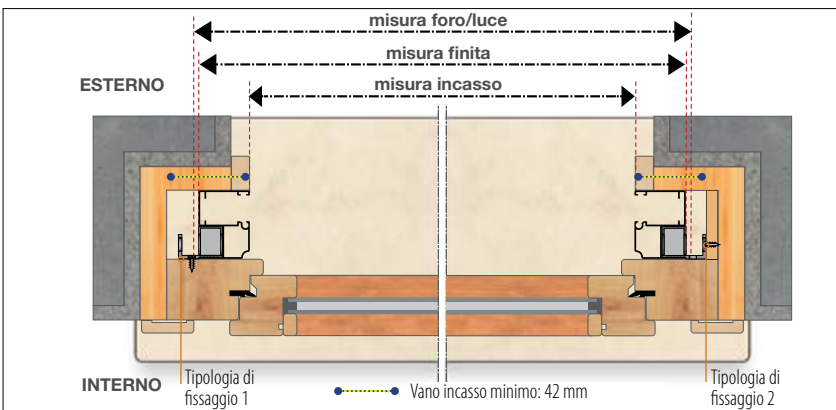 misura foro/luce
misura finita
ESTERNO
misura incasso
INTERNO
Tipologia di
fissaggio 1
Vano incasso minimo: 42 mm
Tipologia di
fissaggio 2